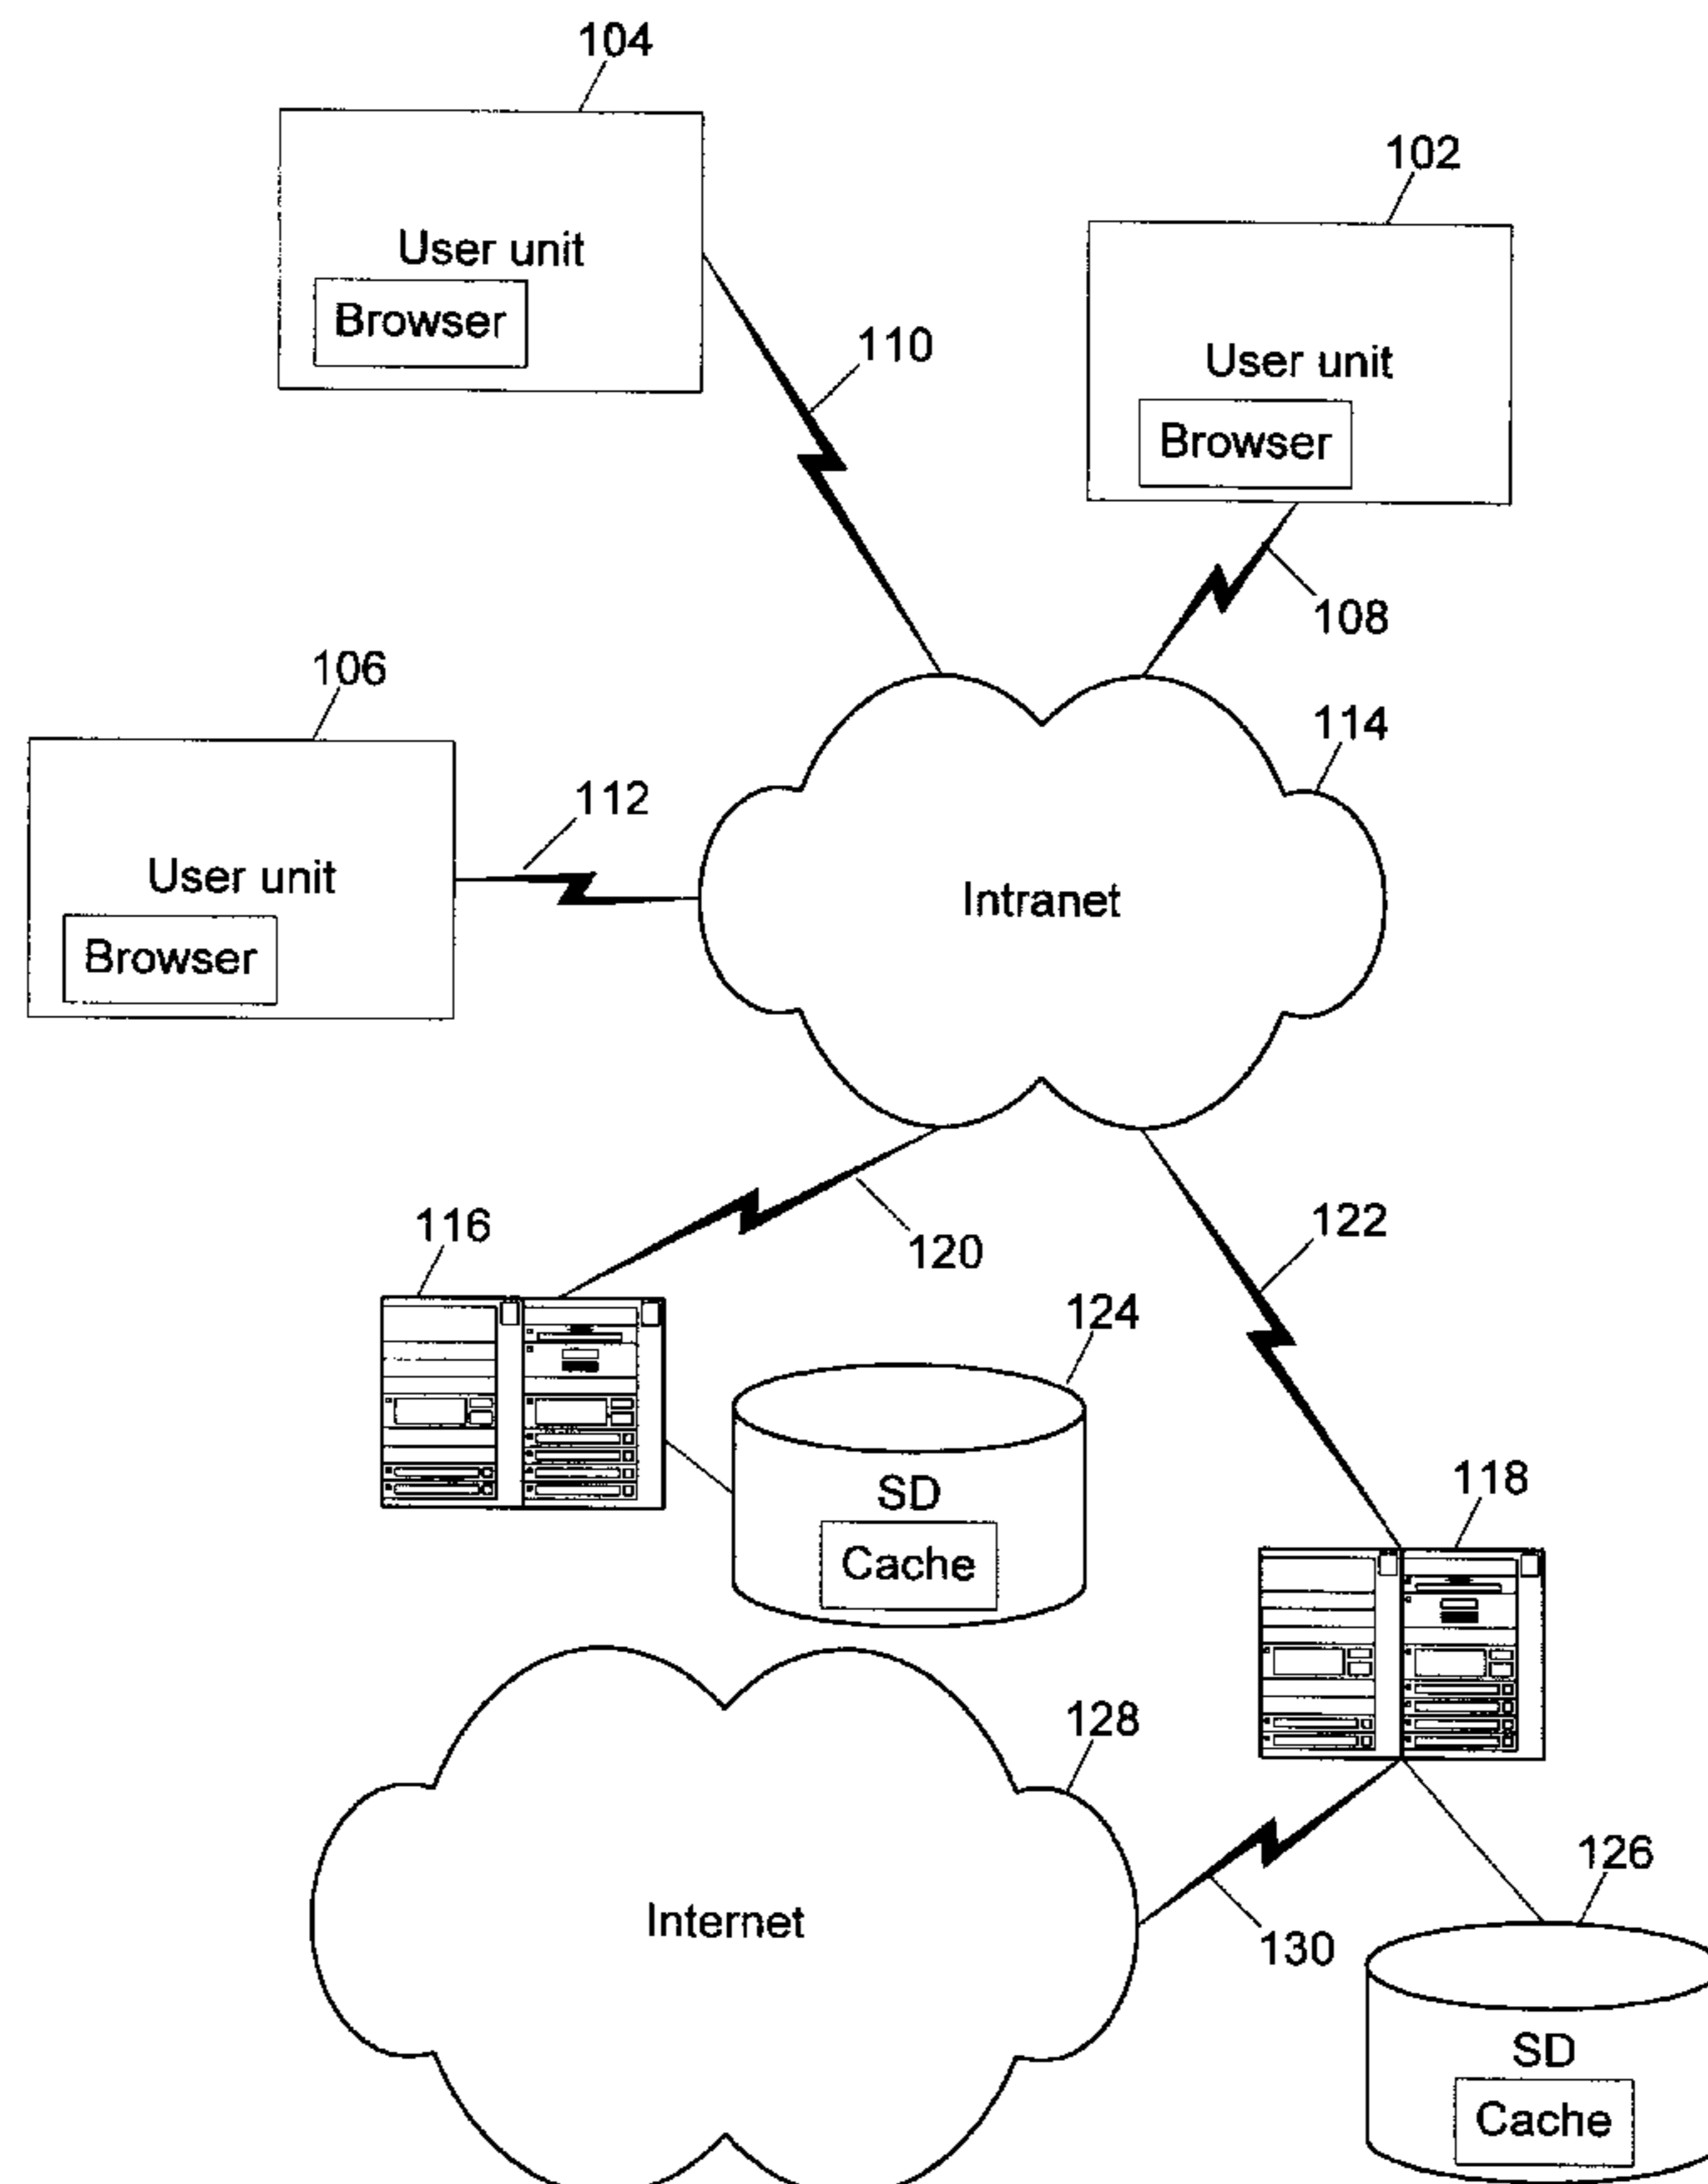 104
102
User unit
Browser
110
User unit
Browser
108
106
114
112
User unit
Browser
Intranet
116
120
122
124
118
SD
Cache
128
126
Internet
130
SD
Cache